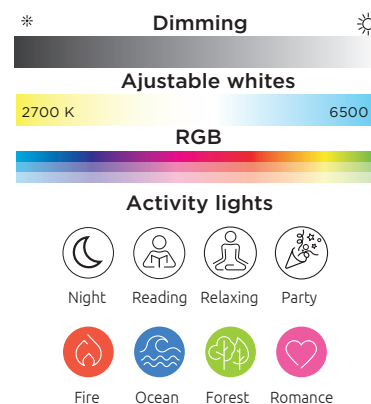 Dimming
Ajustable whites
2700 K 6500
RGB
Activity lights
Night Reading Relaxing Party
Fire Ocean Forest Romance